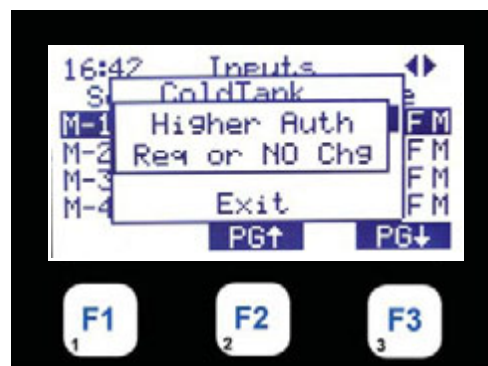 16:42 Inputs
ColdTank
M-1 Higher Auth F M
M-2 Req or NO Chg F M
M-3 F M
M-4 Exit F M
PG↑ PG↓
F1 F2 F3
1 2 3